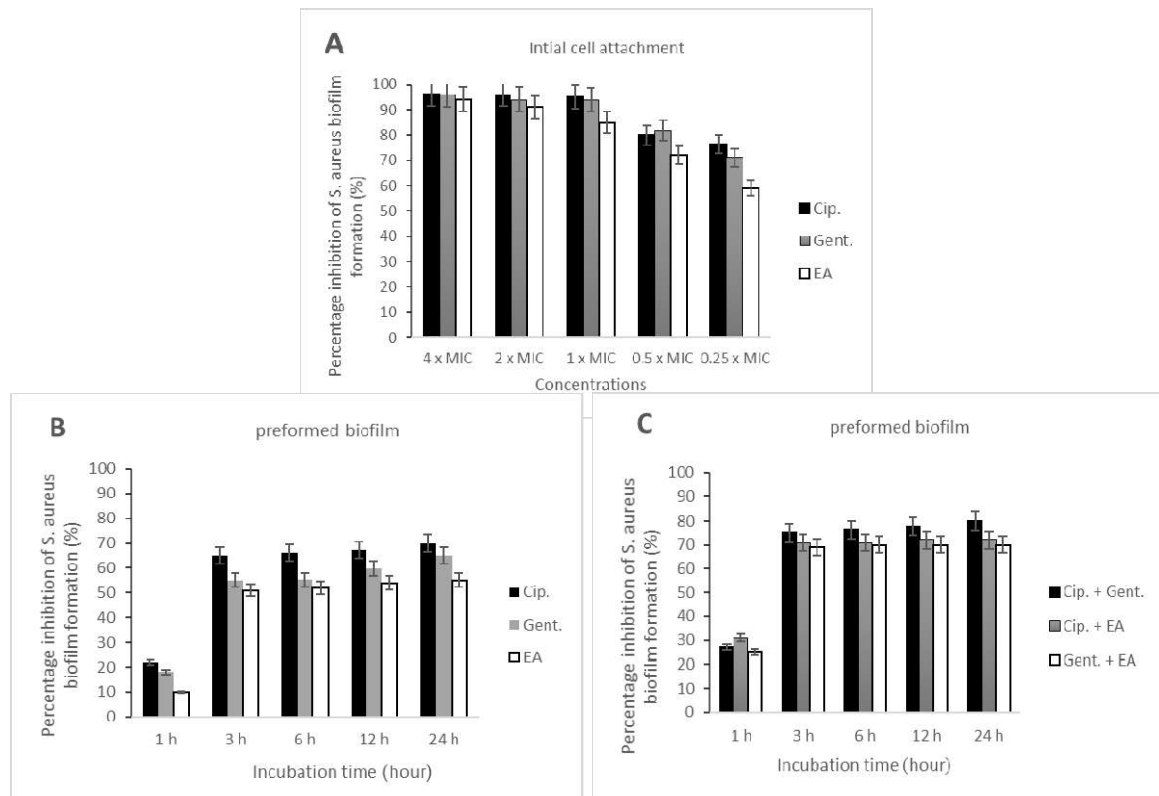 A
Intial cell attachment
Percentage inhibition of S. aureus biofilm
formation (%)
100
90
80
70
60
50
40
30
20
10
0
4 x MIC
2 x MIC
1 x MIC
0.5 x MIC
0.25 x MIC
Concentrations
Cip.
Gent.
EA
B
preformed biofilm
Percentage inhibition of S. aureus
biofilm formation (%)
100
90
80
70
60
50
40
30
20
10
0
1 h
3 h
6 h
12 h
24 h
Incubation time (hour)
Cip.
Gent.
EA
C
preformed biofilm
Percentage inhibition of S. aureus
biofilm formation (%)
100
90
80
70
60
50
40
30
20
10
0
1 h
3 h
6 h
12 h
24 h
Incubation time (hour)
Cip. + Gent.
Cip. + EA
Gent. + EA